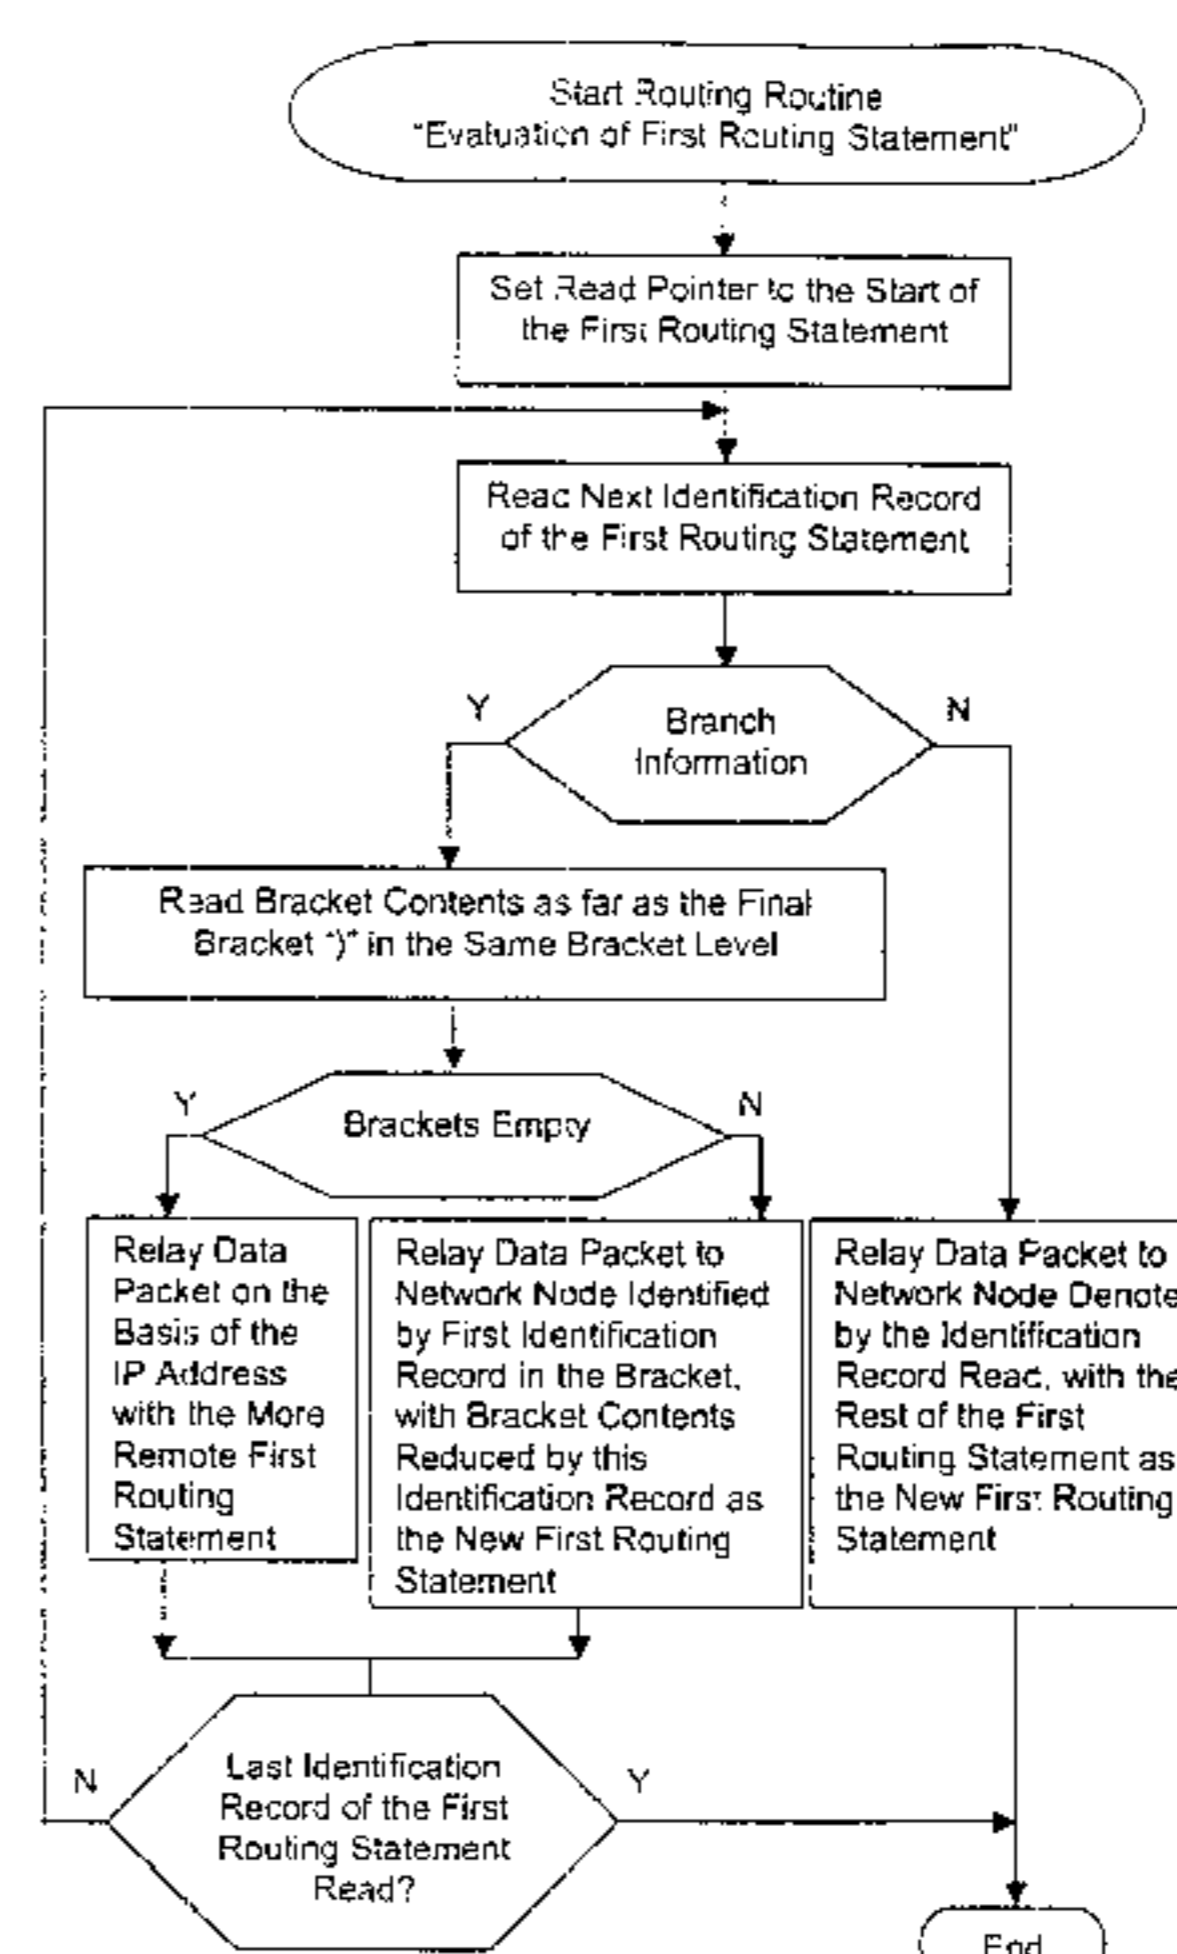 Start Routing Routine
"Evaluation of First Routing Statement"
Set Read Pointer to the Start of
the First Routing Statement
Read Next Identification Record
of the First Routing Statement
Y
Branch
Information
N
Read Bracket Contents as far as the Final
Bracket ")" in the Same Bracket Level
Y
Brackets Empty
N
Relay Data
Packet on the
Basis of the
IP Address
with the More
Remote First
Routing
Statement
Relay Data Packet to
Network Node Identified
by First Identification
Record in the Bracket,
with Bracket Contents
Reduced by this
Identification Record as
the New First Routing
Statement
Relay Data Packet to
Network Node Denote
by the Identification
Record Read, with the
Rest of the First
Routing Statement as
the New First Routing
Statement
N
Last Identification
Record of the First
Routing Statement
Read?
Y
End